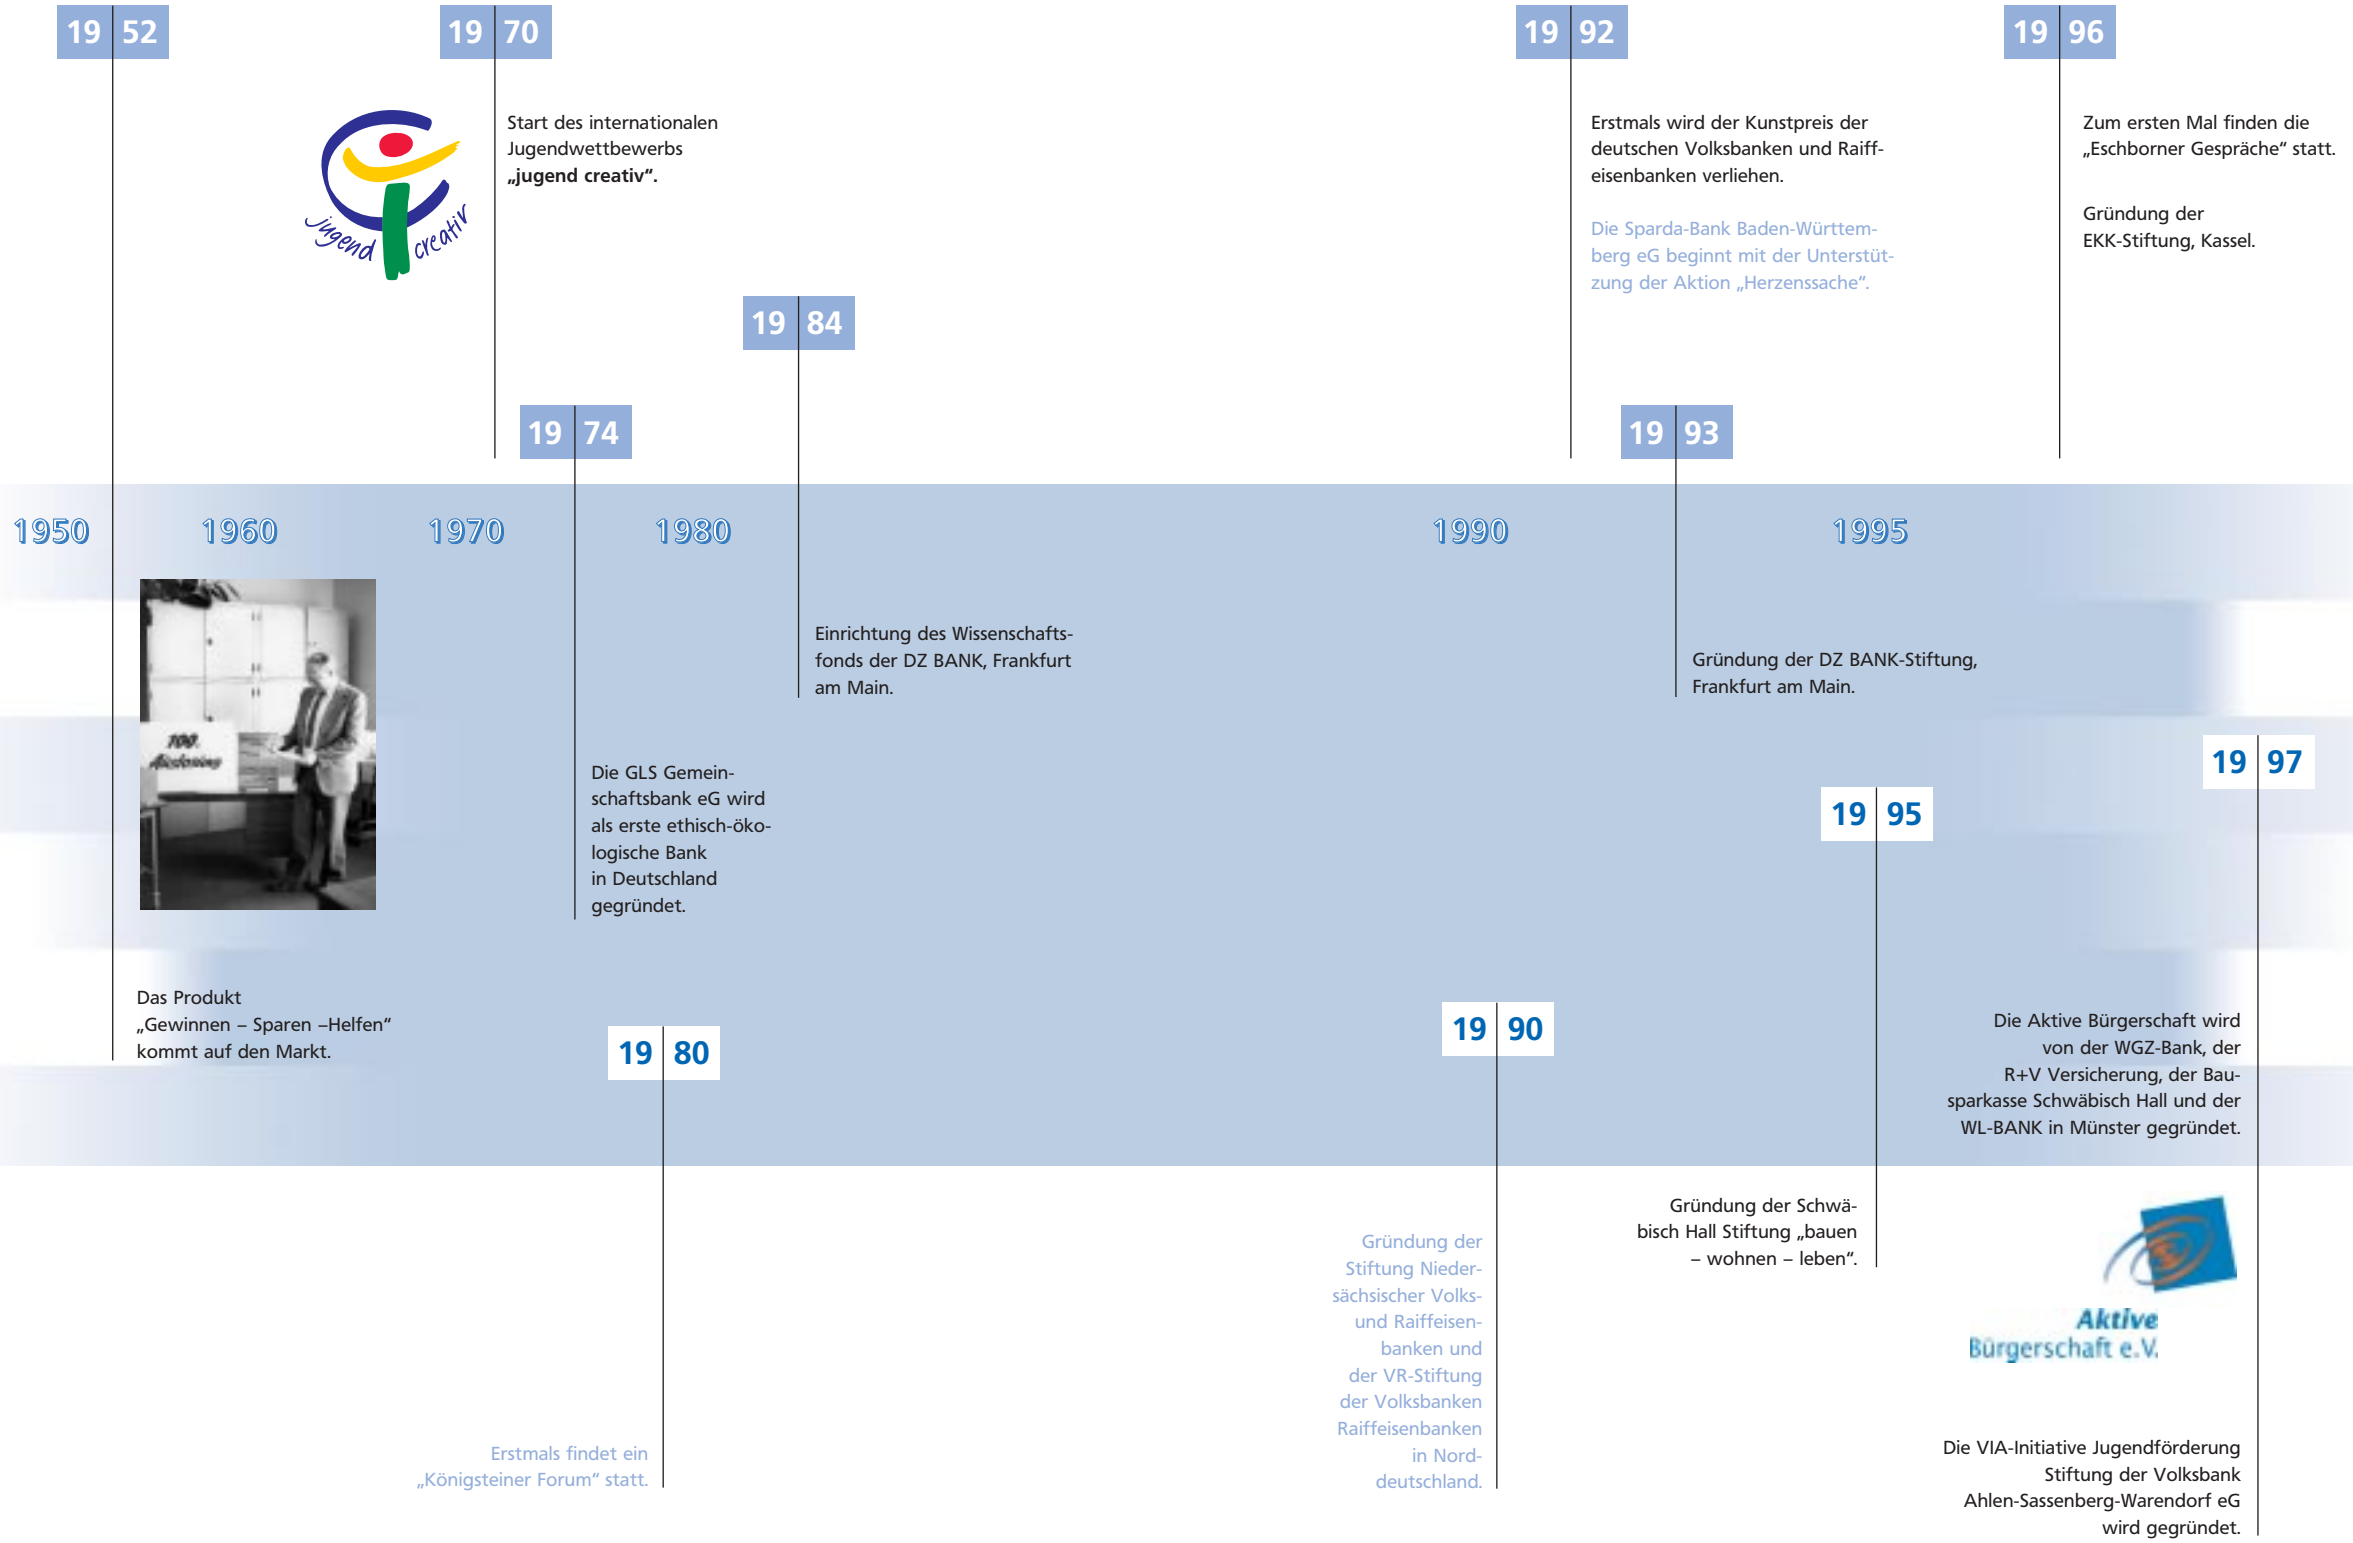 19 52
19 70
19 92
19 96
jugend creativ
Start des internationalen
Jugendwettbewerbs
„jugend creativ“.
Erstmals wird der Kunstpreis der
deutschen Volksbanken und Raiff-
eisenbanken verliehen.
Die Sparda-Bank Baden-Württem-
berg eG beginnt mit der Unterstüt-
zung der Aktion „Herzenssache“.
Zum ersten Mal finden die
„Eschborner Gespräche“ statt.
Gründung der
EKK-Stiftung, Kassel.
19 84
19 74
19 93
1950
1960
1970
1980
1990
1995
100.
Auslosung
Einrichtung des Wissenschafts-
fonds der DZ BANK, Frankfurt
am Main.
Gründung der DZ BANK-Stiftung,
Frankfurt am Main.
Die GLS Gemein-
schaftsbank eG wird
als erste ethisch-öko-
logische Bank
in Deutschland
gegründet.
19 97
19 95
Das Produkt
„Gewinnen – Sparen –Helfen“
kommt auf den Markt.
19 80
19 90
Die Aktive Bürgerschaft wird
von der WGZ-Bank, der
R+V Versicherung, der Bau-
sparkasse Schwäbisch Hall und der
WL-BANK in Münster gegründet.
Erstmals findet ein
„Königsteiner Forum“ statt.
Gründung der
Stiftung Nieder-
sächsischer Volks-
und Raiffeisen-
banken und
der VR-Stiftung
der Volksbanken
Raiffeisenbanken
in Nord-
deutschland.
Gründung der Schwä-
bisch Hall Stiftung „bauen
– wohnen – leben“.
Aktive
Bürgerschaft e.V.
Die VIA-Initiative Jugendförderung
Stiftung der Volksbank
Ahlen-Sassenberg-Warendorf eG
wird gegründet.